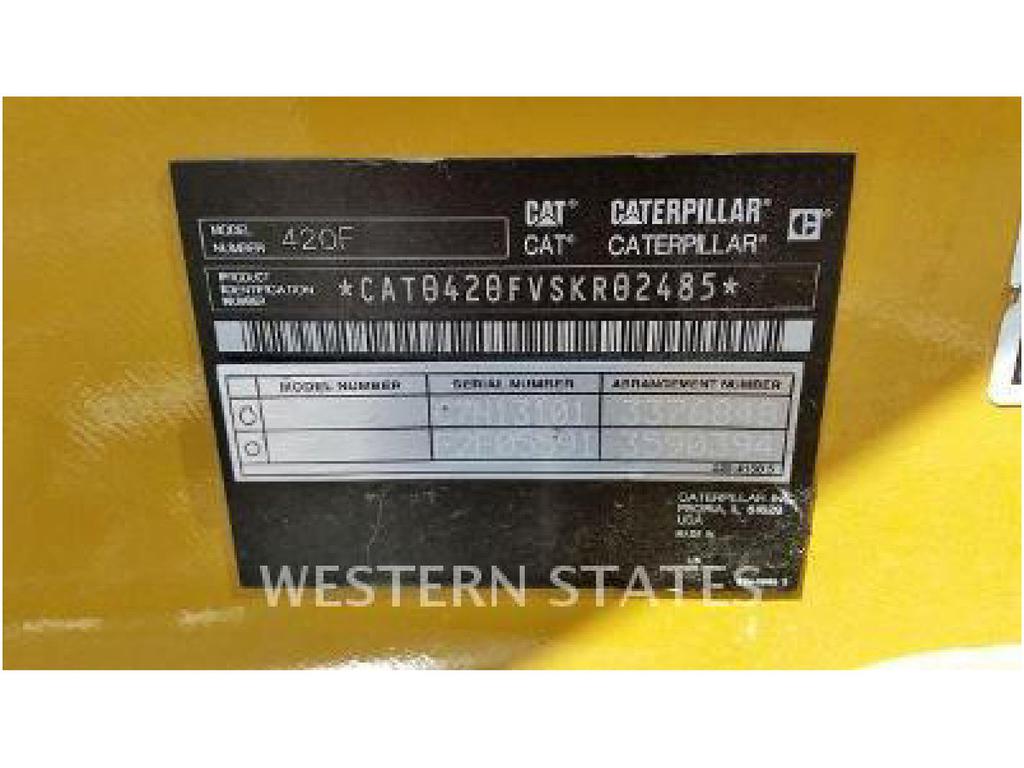 MODEL NUMBER 420F
CAT® CATERPILLAR® C
CAT® CATERPILLAR®
PRODUCT IDENTIFICATION NUMBER *CAT0420FVSKR02485*
MODEL NUMBER SERIAL NUMBER ARRANGEMENT NUMBER
CATERPILLAR INC.
PEORIA, IL 61629
USA
WESTERN STATES